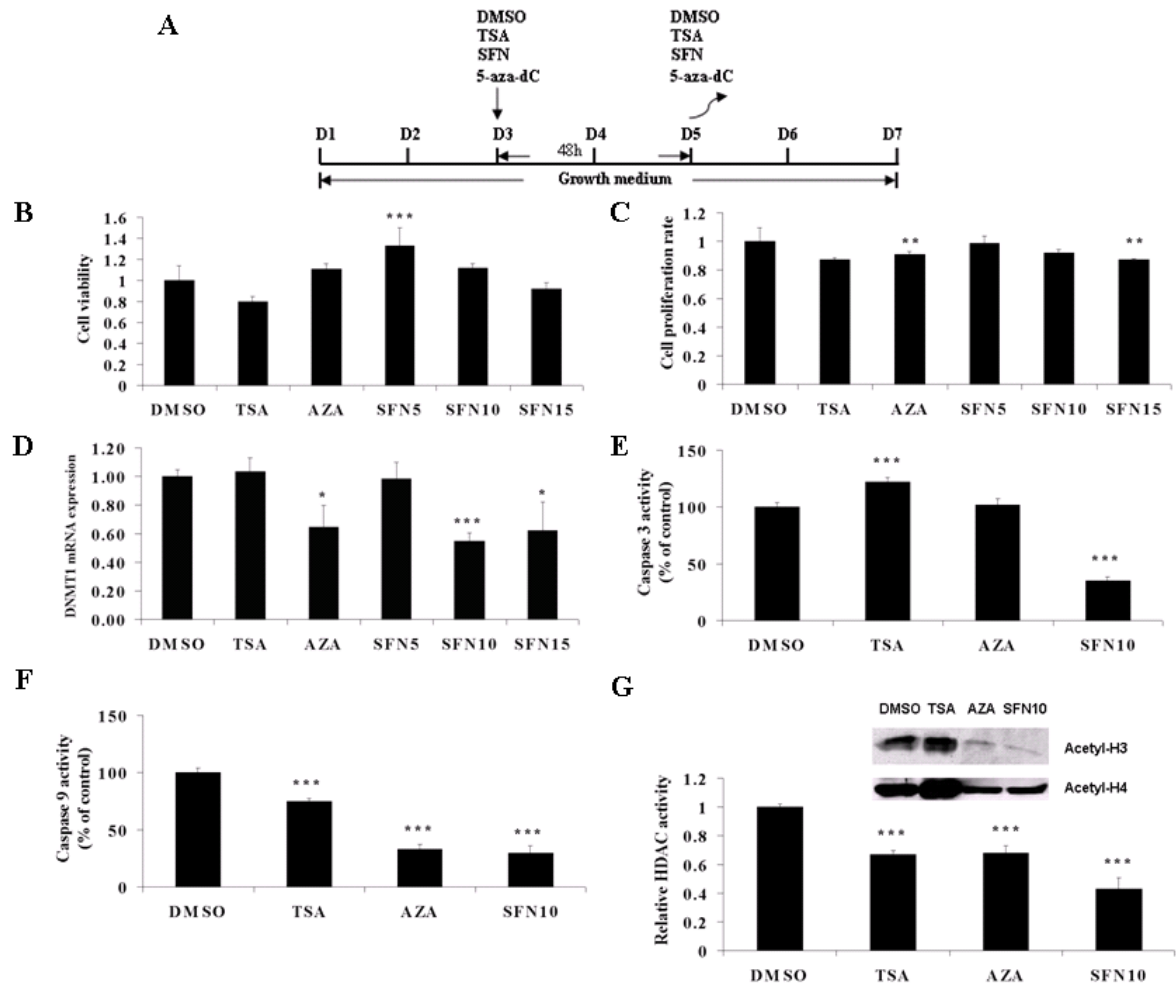 A
DMSO
TSA
SFN
5-aza-dC
DMSO
TSA
SFN
5-aza-dC
D1 D2 D3 D4 D5 D6 D7
48h
Growth medium
B
Cell viability
1.6
1.4
1.2
1
0.8
0.6
0.4
0.2
0
***
DMSO TSA AZA SFN5 SFN10 SFN15
C
Cell proliferation rate
1.2
1
0.8
0.6
0.4
0.2
0
** **
DMSO TSA AZA SFN5 SFN10 SFN15
D
DNMT1 mRNA expression
1.20
1.00
0.80
0.60
0.40
0.20
0.00
* *** *
DMSO TSA AZA SFN5 SFN10 SFN15
E
Caspase 3 activity
(% of control)
150
100
50
0
*** ***
DMSO TSA AZA SFN10
F
Caspase 9 activity
(% of control)
150
100
50
0
*** *** ***
DMSO TSA AZA SFN10
G
DMSO TSA AZA SFN10
Acetyl-H3
Acetyl-H4
Relative HDAC activity
1.2
1
0.8
0.6
0.4
0.2
0
*** *** ***
DMSO TSA AZA SFN10